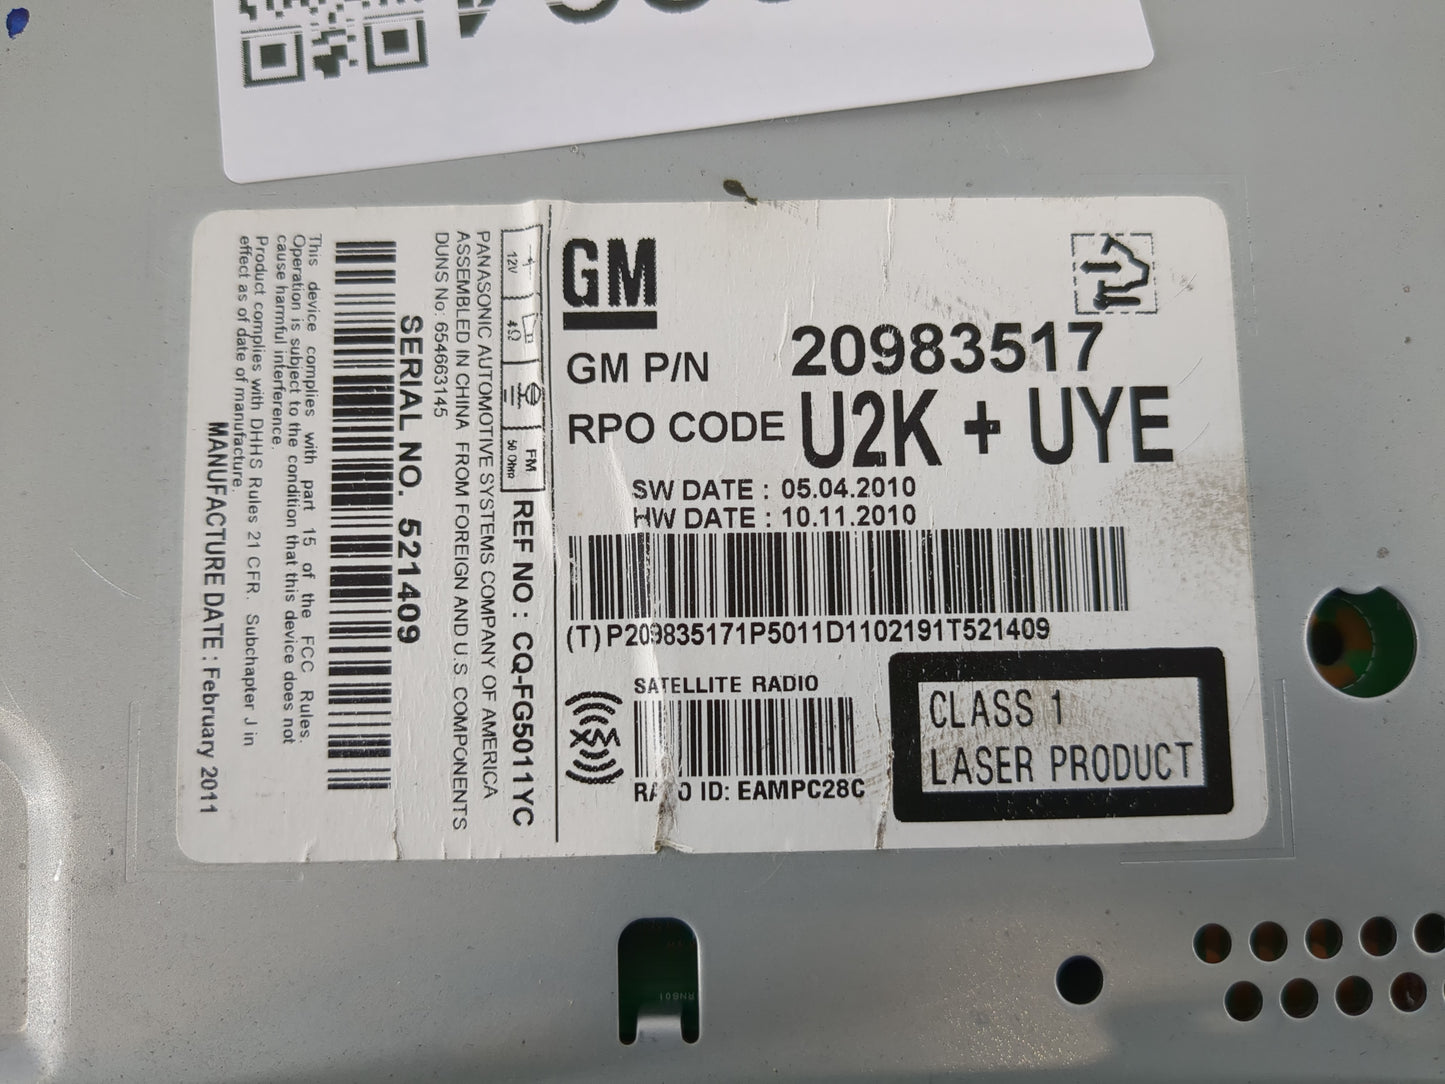 GM
GM P/N 20983517
RPO CODE U2K + UYE
SW DATE : 05.04.2010
HW DATE : 10.11.2010
(T)P209835171P5011D1102191T521409
SATELLITE RADIO
XM
RADIO ID: EAMPC28C
CLASS 1
LASER PRODUCT
12V
4Ω
FM
50 OHMΩ
REF NO : CQ-FG5011YC
PANASONIC AUTOMOTIVE SYSTEMS COMPANY OF AMERICA
ASSEMBLED IN CHINA FROM FOREIGN AND U.S COMPONENTS
DUNS No: 654663145
SERIAL NO. 521409
This device complies with part 15 of the FCC Rules.
Operation is subject to the condition that this device does not
cause harmful interference.
Product complies with DHHS Rules 21 CFR. Subchapter J in
effect as of date of manufacture.
MANUFACTURE DATE : February 2011
RN801